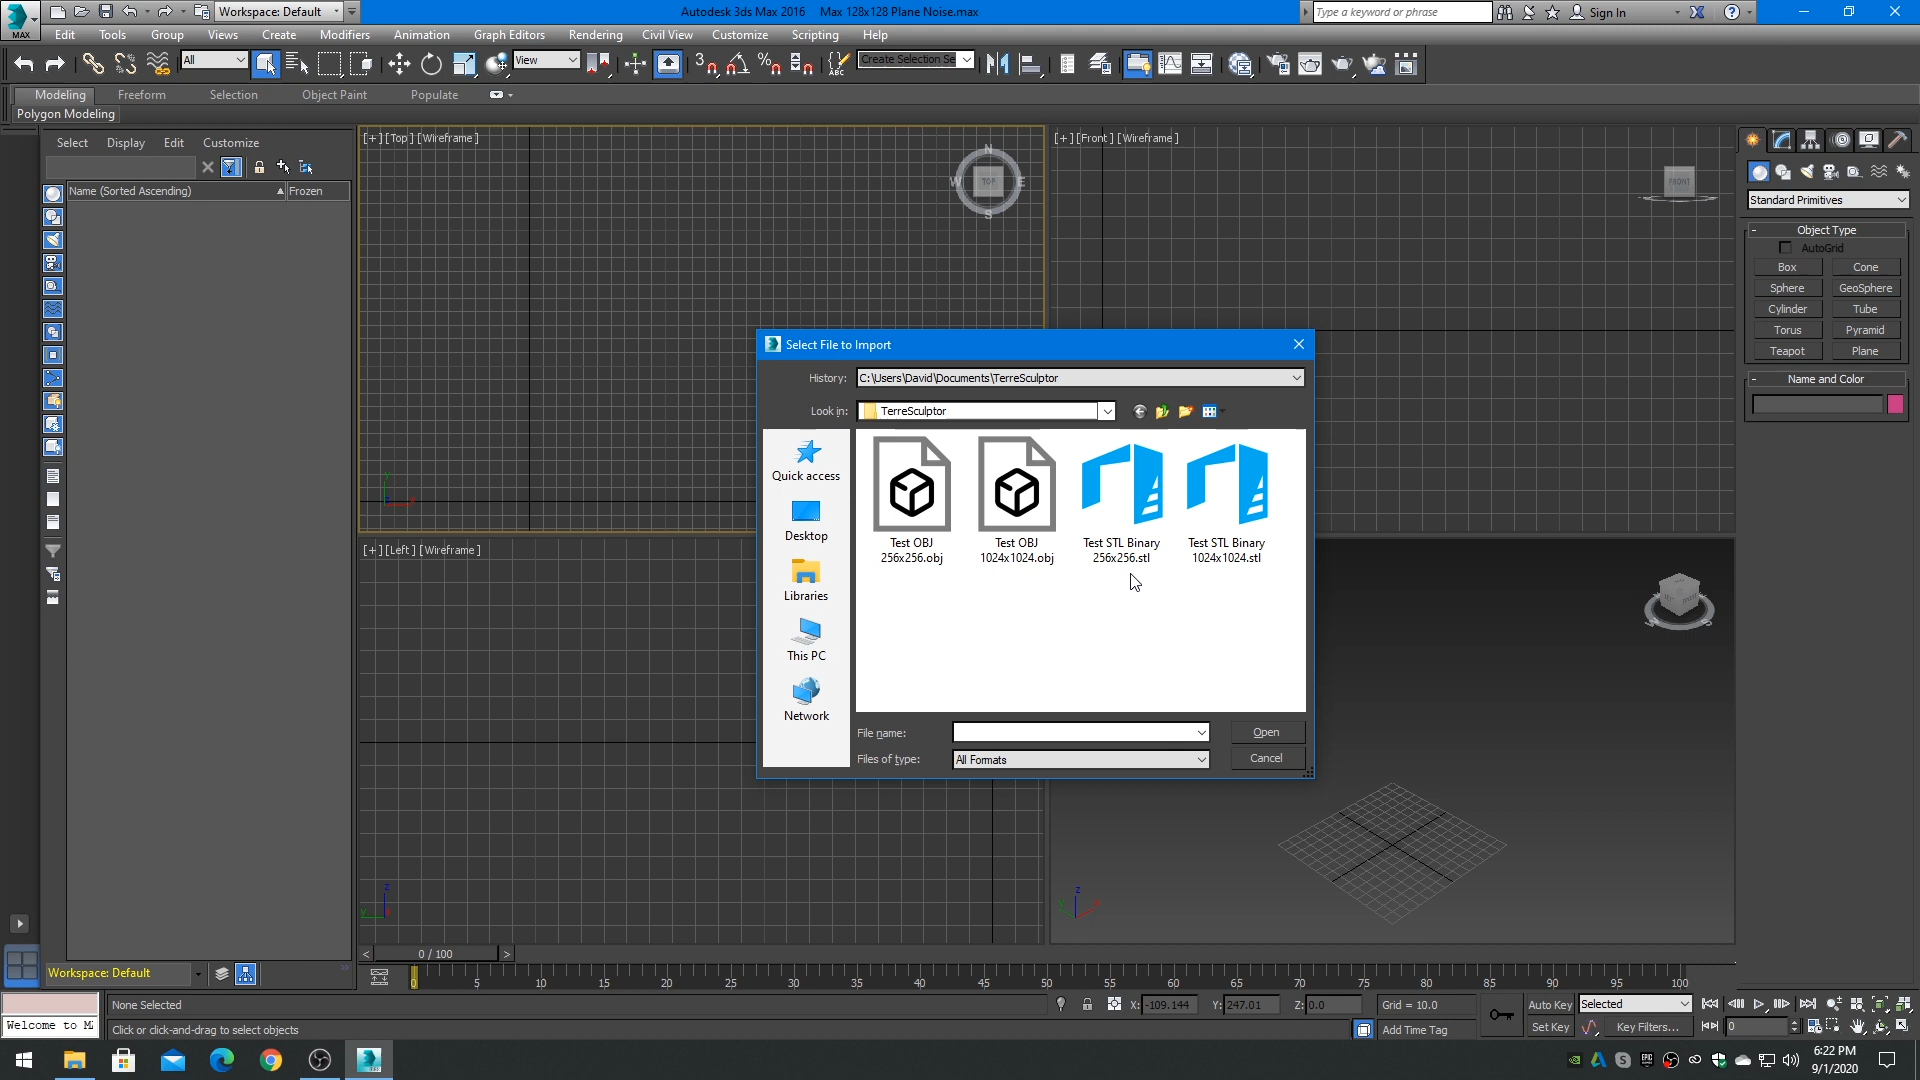 MAX
Workspace: Default
Autodesk 3ds Max 2016 Max 128x128 Plane Noise.max
Type a keyword or phrase
Sign In
Edit Tools Group Views Create Modifiers Animation Graph Editors Rendering Civil View Customize Scripting Help
All
View
3
ABC
Create Selection Se
Modeling Freeform Selection Object Paint Populate
Polygon Modeling
Select Display Edit Customize
Name (Sorted Ascending) Frozen
[+] [Top] [Wireframe]
N
W TOP E
S
[+] [Front] [Wireframe]
FRONT
Standard Primitives
- Object Type
AutoGrid
Box Cone
Sphere GeoSphere
Cylinder Tube
Torus Pyramid
Teapot Plane
- Name and Color
Select File to Import
History: C:\Users\David\Documents\TerreSculptor
Look in: TerreSculptor
Quick access
Desktop
Libraries
This PC
Network
Test OBJ
256x256.obj
Test OBJ
1024x1024.obj
Test STL Binary
256x256.stl
Test STL Binary
1024x1024.stl
File name: Open
Files of type: All Formats Cancel
[+] [Left] [Wireframe]
y
x
z
y
z
y
x
< 0 / 100 >
Workspace: Default
0 5 10 15 20 25 30 35 40 45 50 55 60 65 70 75 80 85 90 95 100
None Selected
X: -109.144 Y: 247.01 Z: 0.0 Grid = 10.0
Auto Key Selected
Welcome to M
Click or click-and-drag to select objects
Add Time Tag
Set Key Key Filters...
0
6:22 PM
9/1/2020